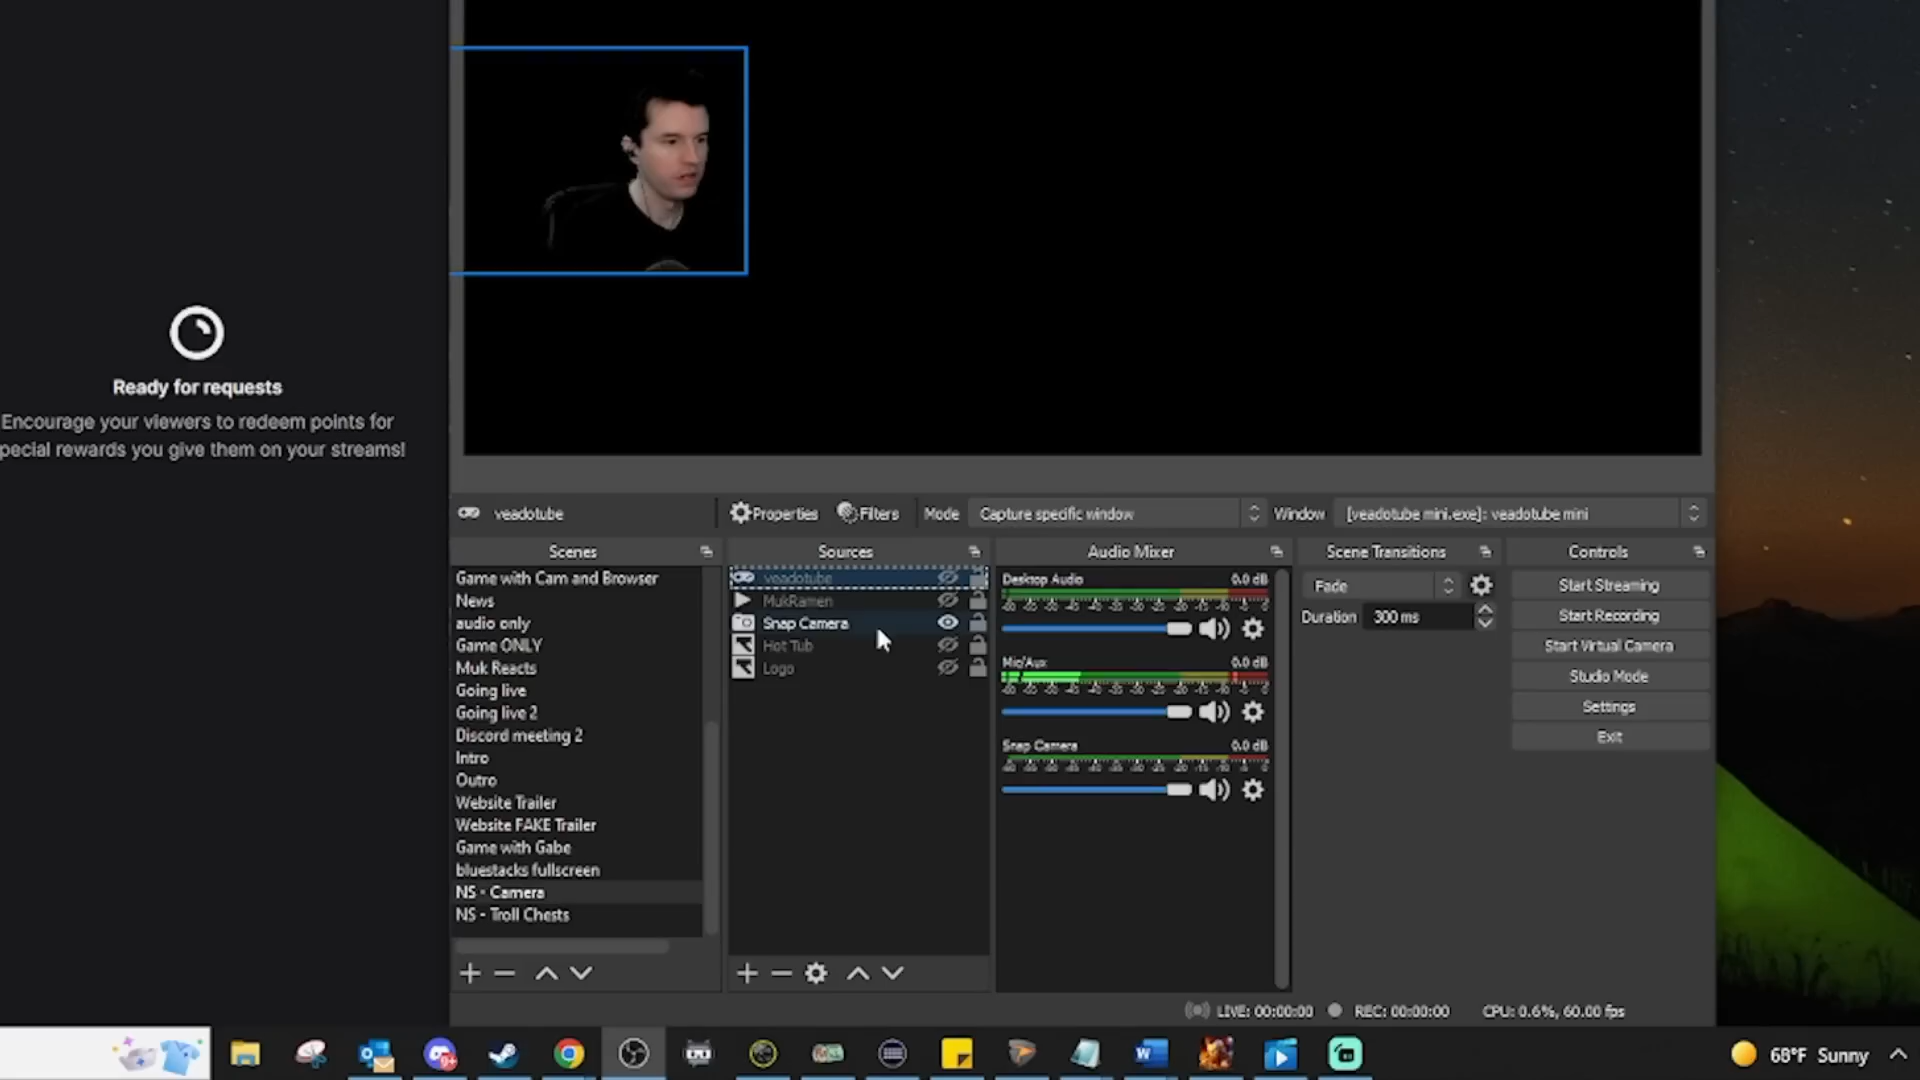 Ready for requests
Encourage your viewers to redeem points for
pecial rewards you give them on your streams!
veadotube
Properties
Filters
Mode
Capture specific window
Window
[veadotube mini.exe]: veadotube mini
Scenes
Sources
Audio Mixer
Scene Transitions
Controls
Game with Cam and Browser
News
audio only
Game ONLY
Muk Reacts
Going live
Going live 2
Discord meeting 2
Intro
Outro
Website Trailer
Website FAKE Trailer
Game with Gabe
bluestacks fullscreen
NS - Camera
NS - Troll Chests
veadotube
MukRamen
Snap Camera
Hot Tub
Logo
Desktop Audio
0.0 dB
Mic/Aux
0.0 dB
Snap Camera
0.0 dB
Fade
Duration
300 ms
Start Streaming
Start Recording
Start Virtual Camera
Studio Mode
Settings
Exit
LIVE: 00:00:00
REC: 00:00:00
CPU: 0.6%, 60.00 fps
68°F Sunny